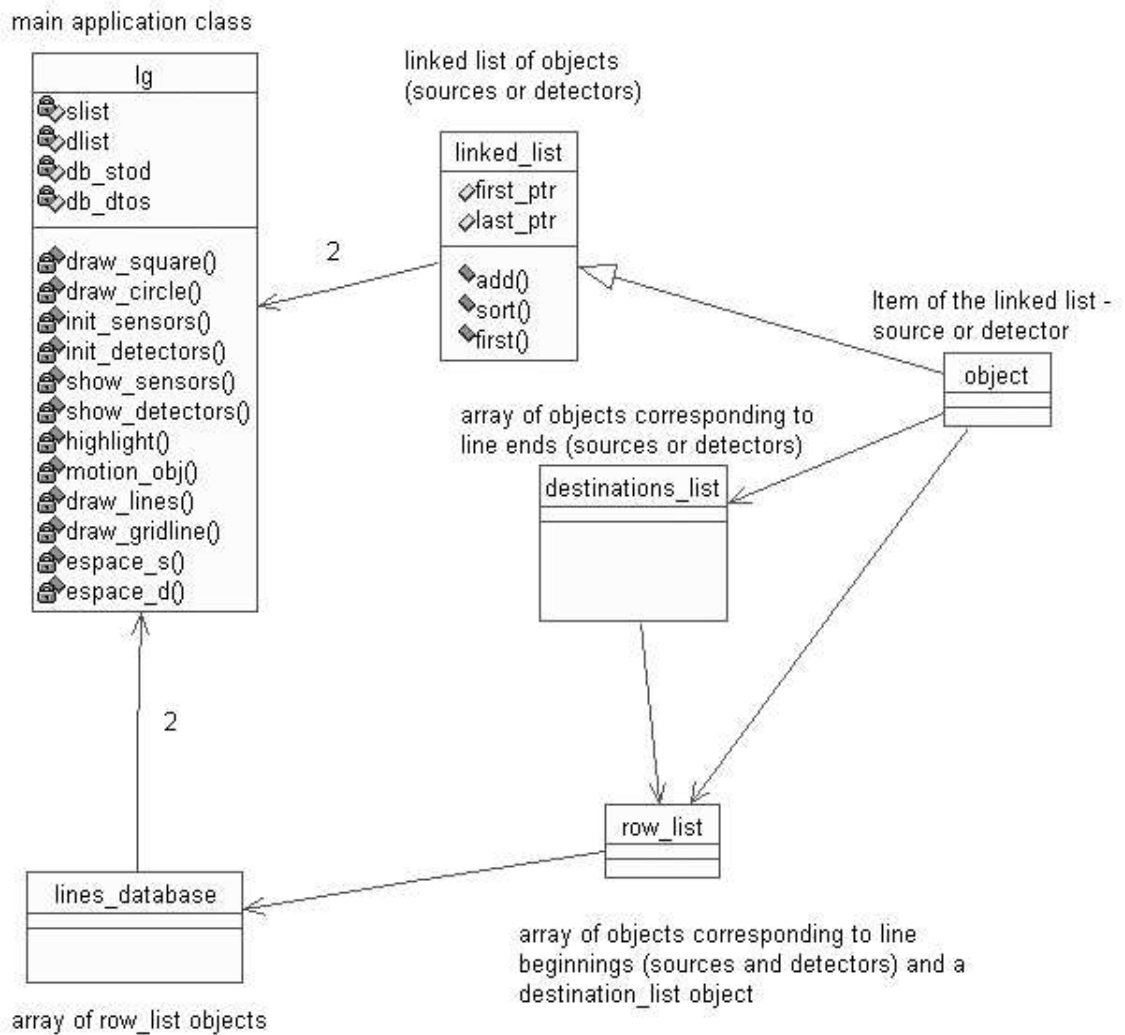 main application class
lg
slist
dlist
db_stod
db_dtos
draw_square()
draw_circle()
init_sensors()
init_detectors()
show_sensors()
show_detectors()
highlight()
motion_obj()
draw_lines()
draw_gridline()
espace_s()
espace_d()
linked list of objects
(sources or detectors)
linked_list
first_ptr
last_ptr
add()
sort()
first()
2
Item of the linked list -
source or detector
object
array of objects corresponding to
line ends (sources or detectors)
destinations_list
2
row_list
array of objects corresponding to line
beginnings (sources and detectors) and a
destination_list object
lines_database
array of row_list objects